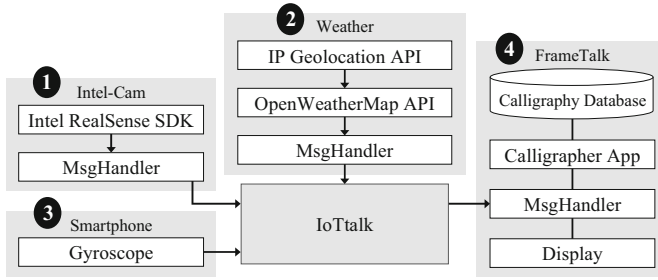 1
Intel-Cam
Intel RealSense SDK
MsgHandler
2
Weather
IP Geolocation API
OpenWeatherMap API
MsgHandler
3
Smartphone
Gyroscope
IoTtalk
4
FrameTalk
Calligraphy Database
Calligrapher App
MsgHandler
Display